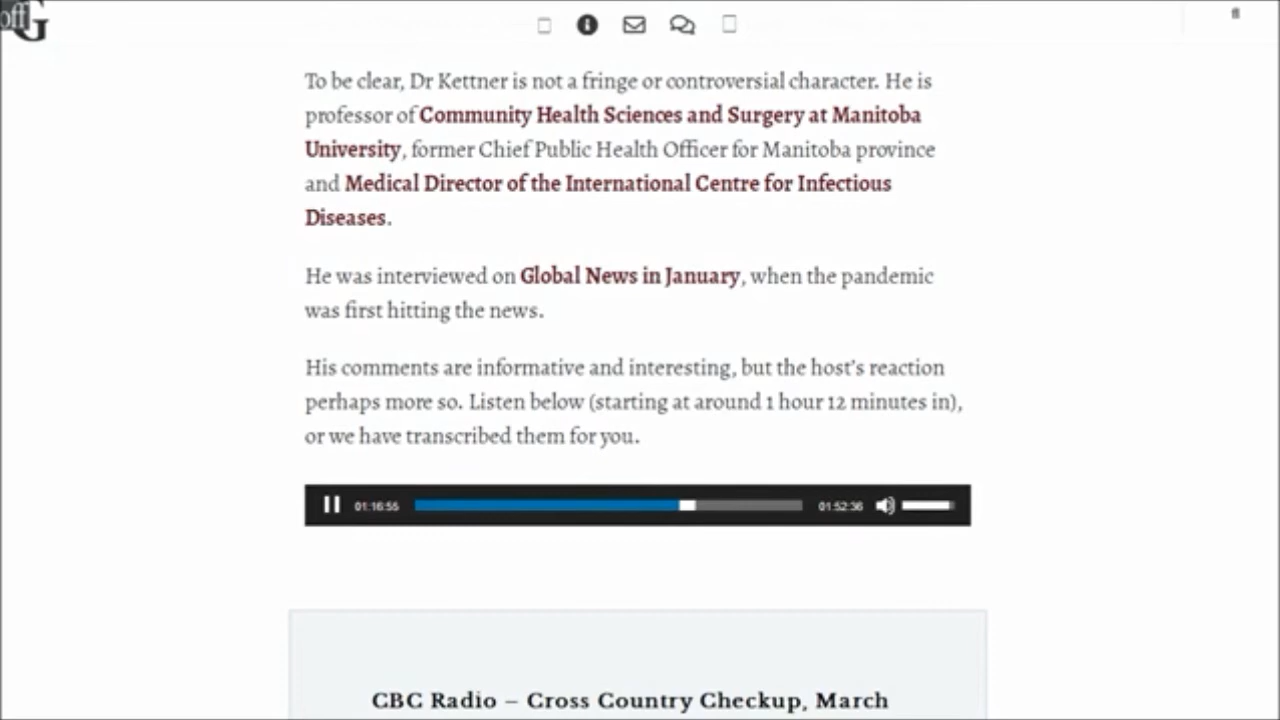 off
G
To be clear, Dr Kettner is not a fringe or controversial character. He is
professor of Community Health Sciences and Surgery at Manitoba
University, former Chief Public Health Officer for Manitoba province
and Medical Director of the International Centre for Infectious
Diseases.
He was interviewed on Global News in January, when the pandemic
was first hitting the news.
His comments are informative and interesting, but the host's reaction
perhaps more so. Listen below (starting at around 1 hour 12 minutes in),
or we have transcribed them for you.
01:16:55 01:52:36
CBC Radio – Cross Country Checkup, March